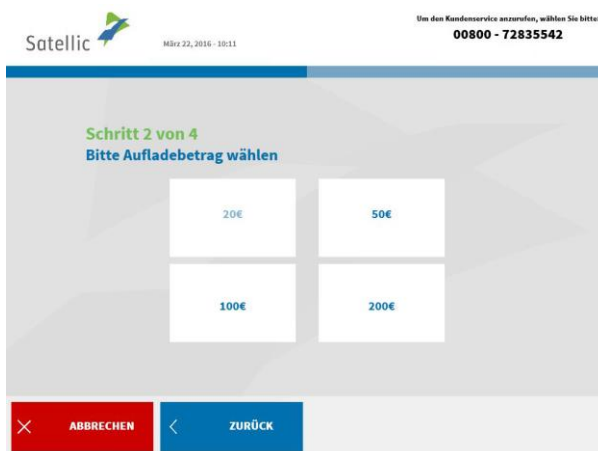 Satellic
März 22, 2016 - 10:11
Um den Kundenservice anzurufen, wählen Sie bitte
00800 - 72835542
Schritt 2 von 4
Bitte Aufladebetrag wählen
20€
50€
100€
200€
ABBRECHEN
ZURÜCK